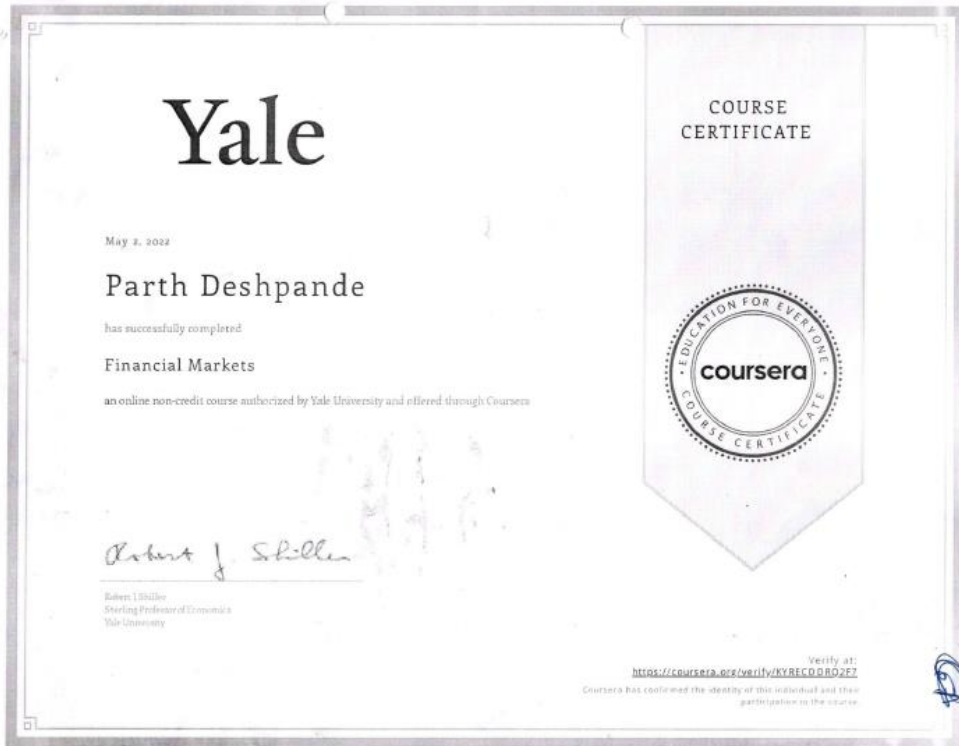 Yale
May 2, 2022
Parth Deshpande
has successfully completed
Financial Markets
an online non-credit course authorized by Yale University and offered through Coursera
Robert J Shiller
Robert J Shiller
Sterling Professor of Economics
Yale University
COURSE
CERTIFICATE
EDUCATION FOR EVERYONE
coursera
COURSE CERTIFICATE
Verify at:
https://coursera.org/verify/KYRECDDRQ2F7
Coursera has confirmed the identity of this individual and their
participation in the course.